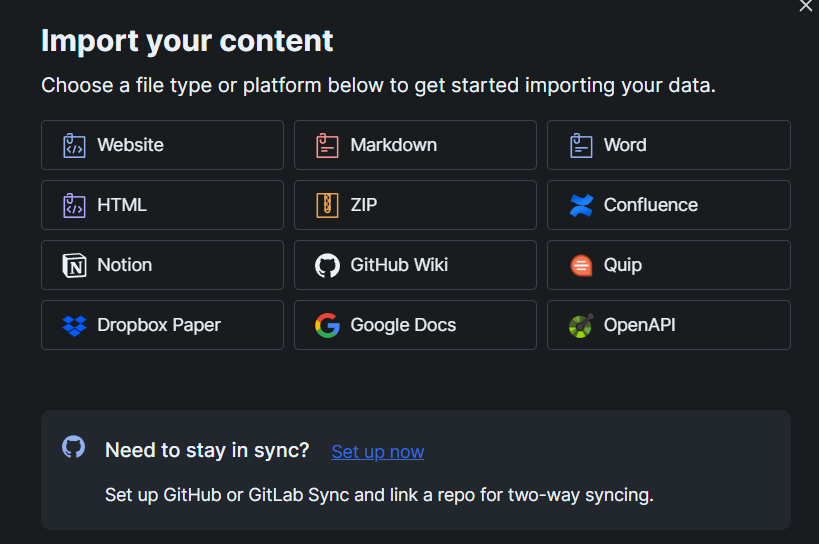 Import your content
Choose a file type or platform below to get started importing your data.
Website
Markdown
Word
HTML
ZIP
Confluence
Notion
GitHub Wiki
Quip
Dropbox Paper
Google Docs
OpenAPI
Need to stay in sync? Set up now
Set up GitHub or GitLab Sync and link a repo for two-way syncing.